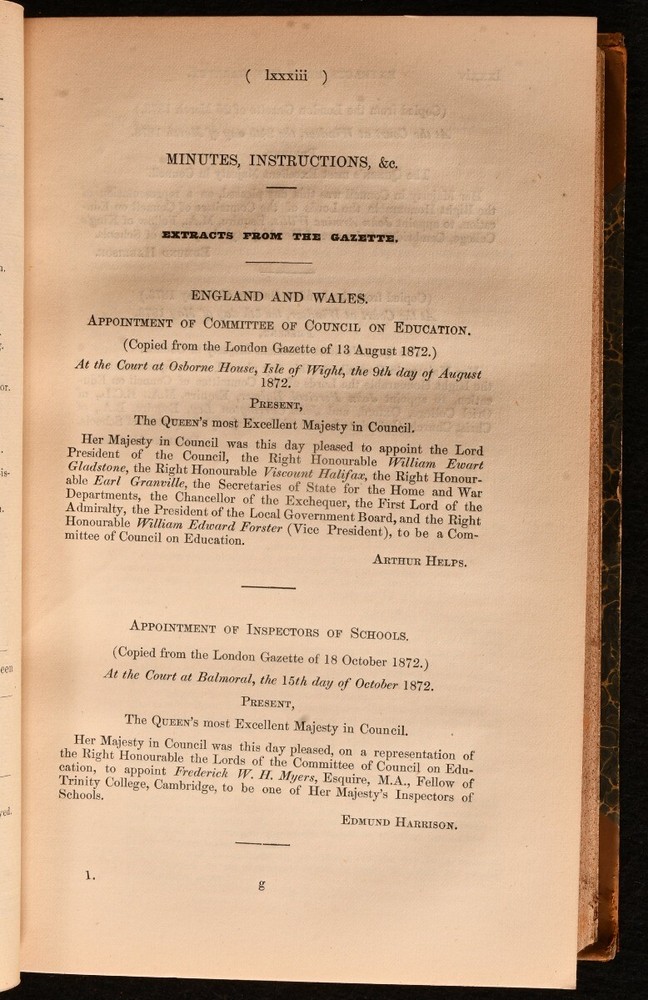 ( lxxxiii )
MINUTES, INSTRUCTIONS, &c.
EXTRACTS FROM THE GAZETTE.
ENGLAND AND WALES.
APPOINTMENT OF COMMITTEE OF COUNCIL ON EDUCATION.
(Copied from the London Gazette of 13 August 1872.)
At the Court at Osborne House, Isle of Wight, the 9th day of August
1872.
PRESENT,
The QUEEN'S most Excellent Majesty in Council.
Her Majesty in Council was this day pleased to appoint the Lord
President of the Council, the Right Honourable William Ewart
Gladstone, the Right Honourable Viscount Halifax, the Right Honour-
able Earl Granville, the Secretaries of State for the Home and War
Departments, the Chancellor of the Exchequer, the First Lord of the
Admiralty, the President of the Local Government Board, and the Right
Honourable William Edward Forster (Vice President), to be a Com-
mittee of Council on Education.
ARTHUR HELPS.
APPOINTMENT OF INSPECTORS OF SCHOOLS.
(Copied from the London Gazette of 18 October 1872.)
At the Court at Balmoral, the 15th day of October 1872.
PRESENT,
The QUEEN'S most Excellent Majesty in Council.
Her Majesty in Council was this day pleased, on a representation of
the Right Honourable the Lords of the Committee of Council on Edu-
cation, to appoint Frederick W. H. Myers, Esquire, M.A., Fellow of
Trinity College, Cambridge, to be one of Her Majesty's Inspectors of
Schools.
EDMUND HARRISON.
1.
g